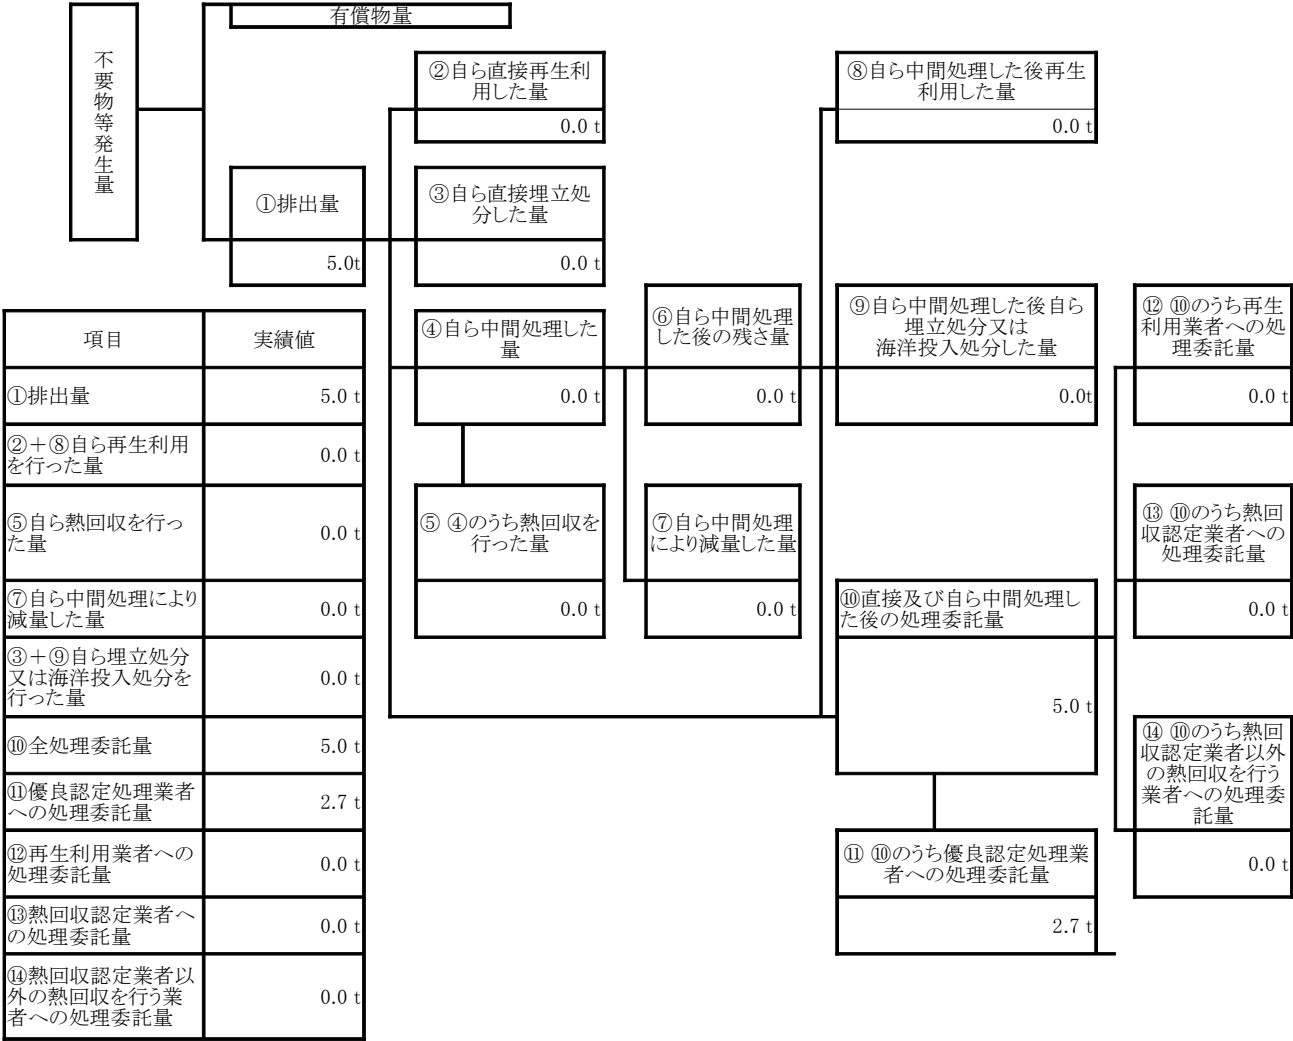 有償物量
不要物等発生量
②自ら直接再生利
用した量
0.0 t
⑧自ら中間処理した後再生
利用した量
0.0 t
①排出量
5.0t
③自ら直接埋立処
分した量
0.0 t
④自ら中間処理した
量
0.0 t
⑥自ら中間処理
した後の残さ量
0.0 t
⑨自ら中間処理した後自ら
埋立処分又は
海洋投入処分した量
0.0t
⑫ ⑩のうち再生
利用業者への処
理委託量
0.0 t
⑤ ④のうち熱回収を
行った量
0.0 t
⑦自ら中間処理
により減量した量
0.0 t
⑬ ⑩のうち熱回
収認定業者への
処理委託量
0.0 t
⑩直接及び自ら中間処理し
た後の処理委託量
5.0 t
⑭ ⑩のうち熱回
収認定業者以外
の熱回収を行う
業者への処理委
託量
0.0 t
⑪ ⑩のうち優良認定処理業
者への処理委託量
2.7 t
項目 実績値
①排出量 5.0 t
②＋⑧自ら再生利用
を行った量
0.0 t
⑤自ら熱回収を行っ
た量
0.0 t
⑦自ら中間処理により
減量した量
0.0 t
③＋⑨自ら埋立処分
又は海洋投入処分を
行った量
0.0 t
⑩全処理委託量 5.0 t
⑪優良認定処理業者
への処理委託量
2.7 t
⑫再生利用業者への
処理委託量
0.0 t
⑬熱回収認定業者へ
の処理委託量
0.0 t
⑭熱回収認定業者以
外の熱回収を行う業
者への処理委託量
0.0 t